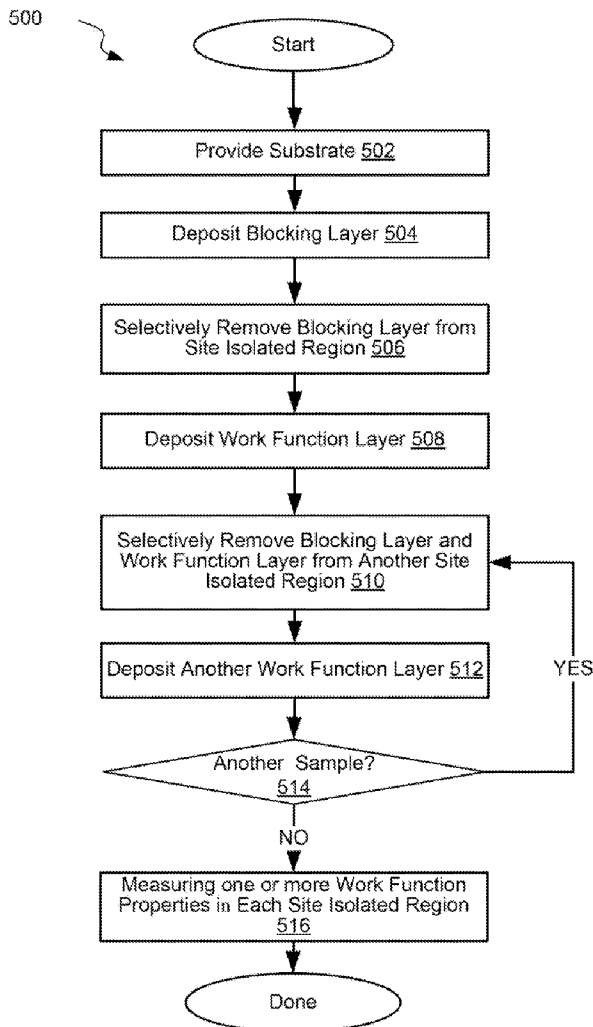 500
Start
Provide Substrate 502
Deposit Blocking Layer 504
Selectively Remove Blocking Layer from
Site Isolated Region 506
Deposit Work Function Layer 508
Selectively Remove Blocking Layer and
Work Function Layer from Another Site
Isolated Region 510
Deposit Another Work Function Layer 512
YES
Another Sample?
514
NO
Measuring one or more Work Function
Properties in Each Site Isolated Region
516
Done